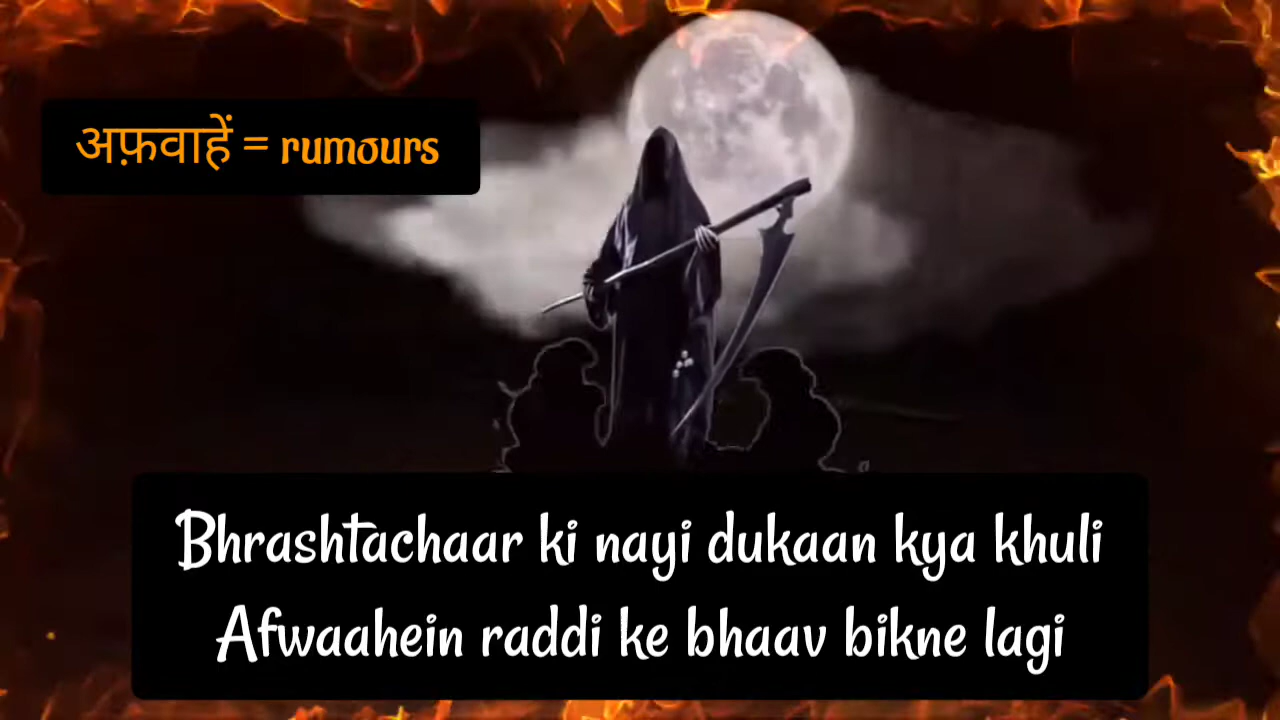 अफ़वाहें = rumours
Bhrashtachaar ki nayi dukaan kya khuli
Afwaahein raddi ke bhaav bikne lagi